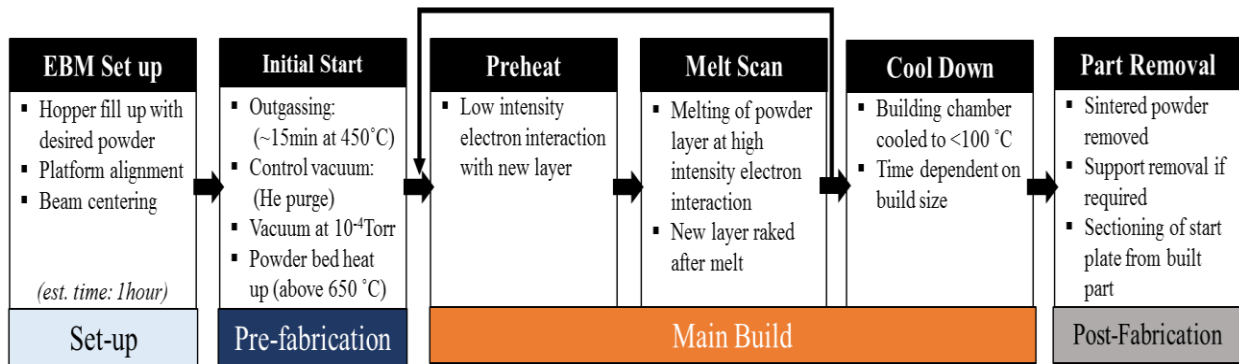 EBM Set up
▪ Hopper fill up with
desired powder
▪ Platform alignment
▪ Beam centering
(est. time: 1hour)
Set-up
Initial Start
▪ Outgassing:
(~15min at 450˚C)
▪ Control vacuum:
(He purge)
▪ Vacuum at 10⁻⁴Torr
▪ Powder bed heat
up (above 650 ˚C)
Pre-fabrication
Preheat
▪ Low intensity
electron interaction
with new layer
Melt Scan
▪ Melting of powder
layer at high
intensity electron
interaction
▪ New layer raked
after melt
Cool Down
▪ Building chamber
cooled to <100 ˚C
▪ Time dependent on
build size
Main Build
Part Removal
▪ Sintered powder
removed
▪ Support removal if
required
▪ Sectioning of start
plate from built
part
Post-Fabrication